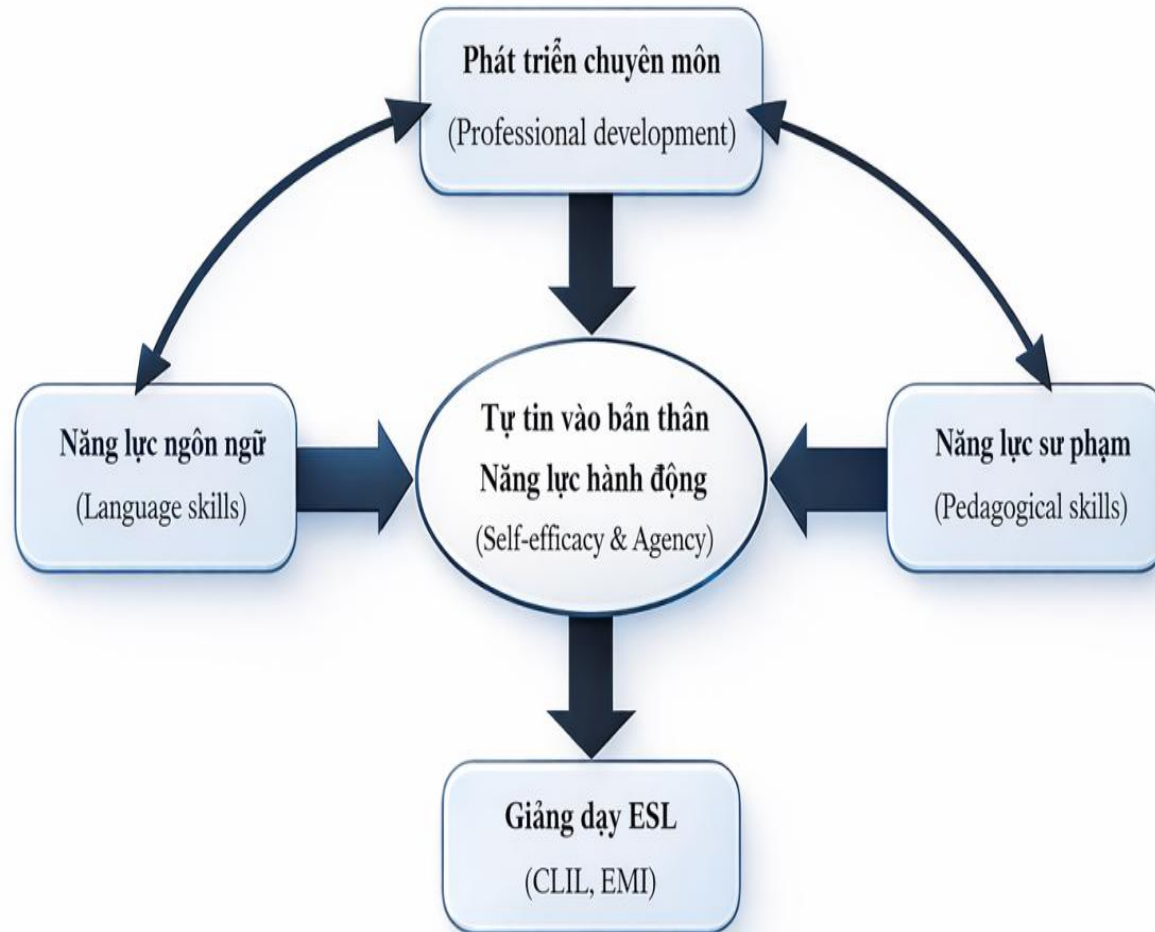 Phát triển chuyên môn
(Professional development)
Năng lực ngôn ngữ
(Language skills)
Tự tin vào bản thân
Năng lực hành động
(Self-efficacy & Agency)
Năng lực sư phạm
(Pedagogical skills)
Giảng dạy ESL
(CLIL, EMI)